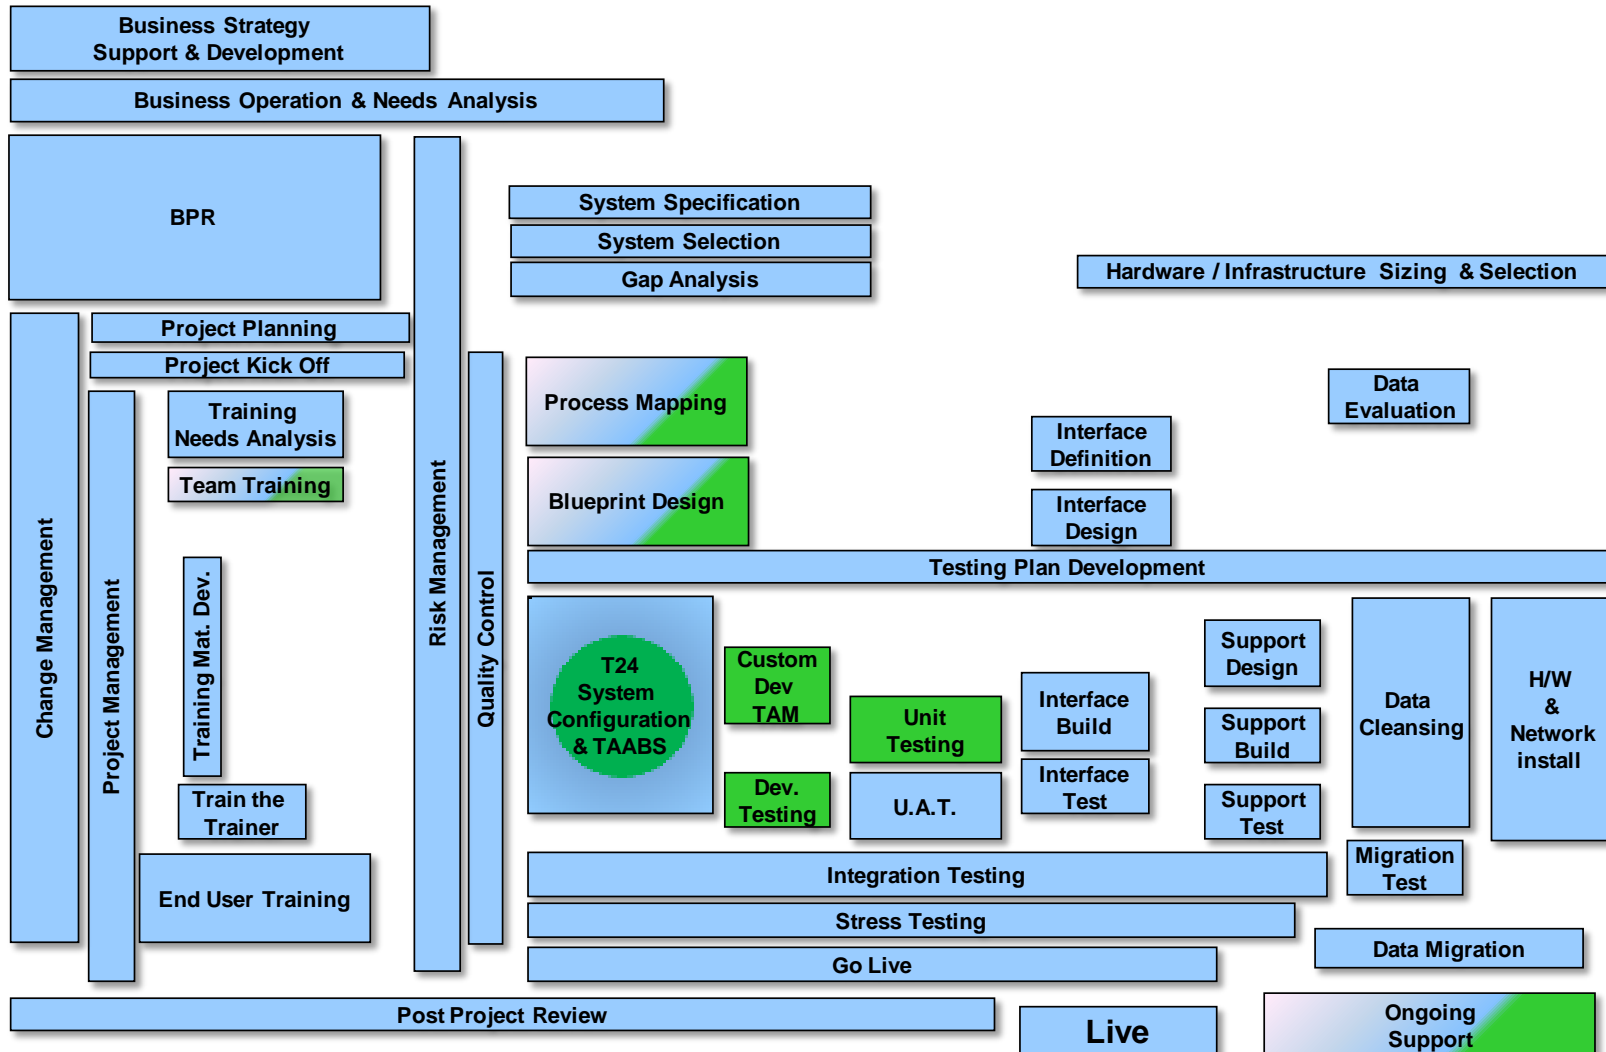 Business Strategy
Support & Development
Business Operation & Needs Analysis
BPR
System Specification
System Selection
Gap Analysis
Hardware / Infrastructure Sizing & Selection
Project Planning
Project Kick Off
Change Management
Project Management
Risk Management
Quality Control
Training
Needs Analysis
Team Training
Training Mat. Dev.
Train the
Trainer
End User Training
Process Mapping
Blueprint Design
Interface
Definition
Interface
Design
Data
Evaluation
Testing Plan Development
T24
System
Configuration
& TAABS
Custom
Dev
TAM
Dev.
Testing
Unit
Testing
U.A.T.
Interface
Build
Interface
Test
Support
Design
Support
Build
Support
Test
Data
Cleansing
H/W
&
Network
install
Migration
Test
Integration Testing
Stress Testing
Go Live
Data Migration
Post Project Review
Live
Ongoing
Support